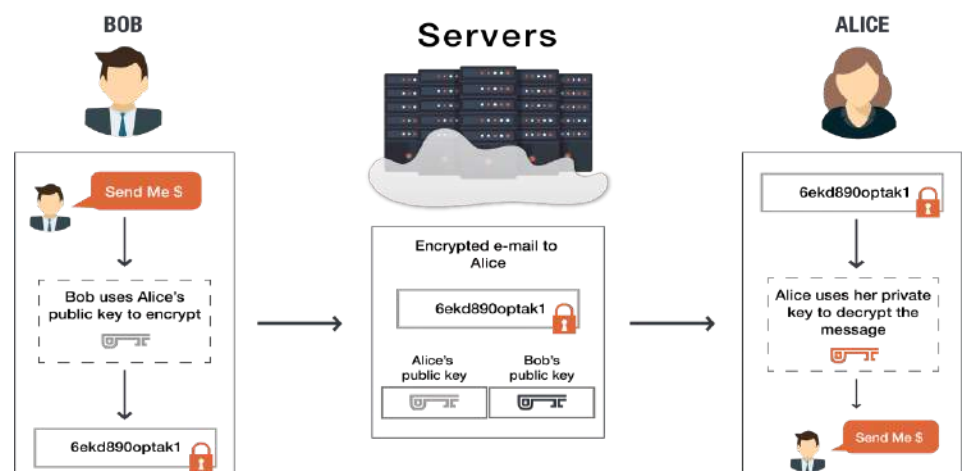 BOB
Servers
ALICE
Send Me $
Bob uses Alice's
public key to encrypt
6ekd890optak1
Encrypted e-mail to
Alice
6ekd890optak1
Alice's
public key
Bob's
public key
6ekd890optak1
Alice uses her private
key to decrypt the
message
Send Me $